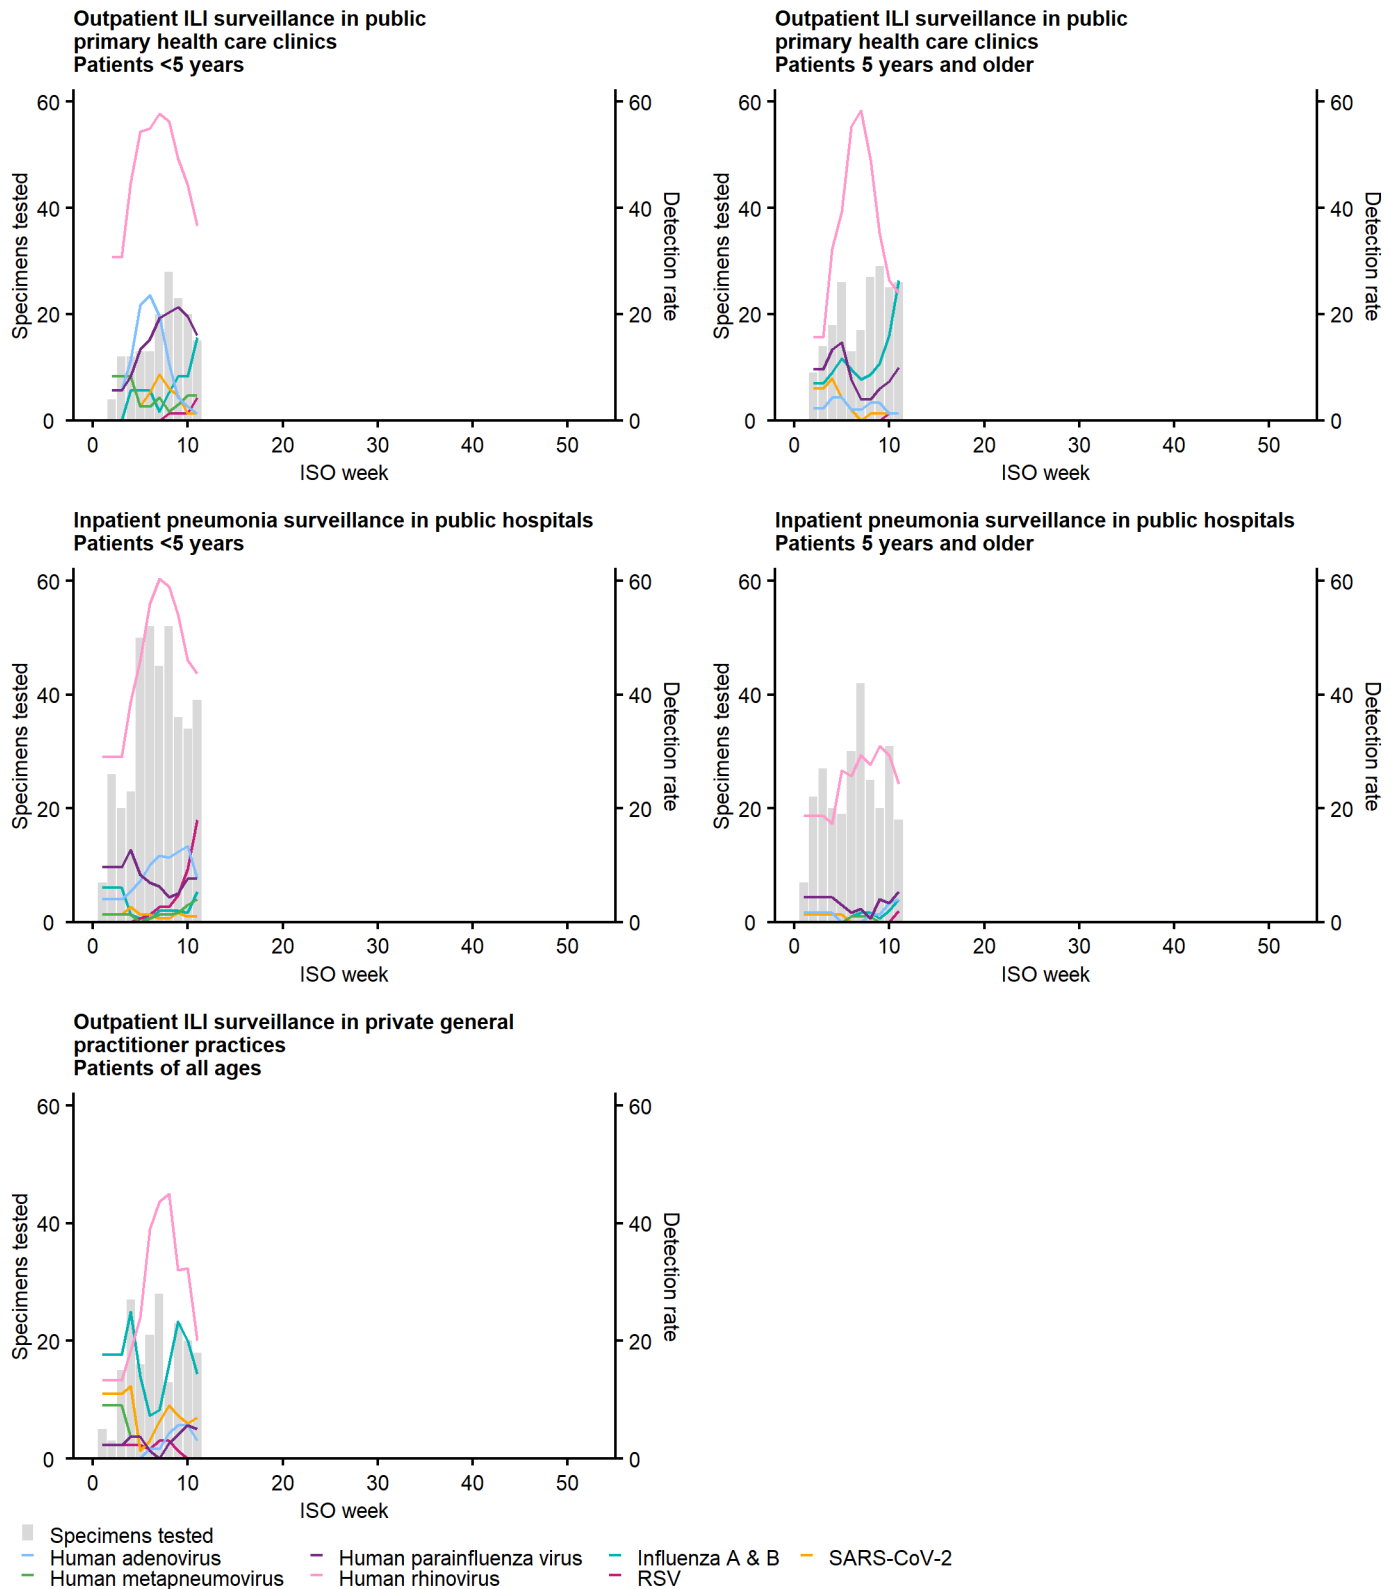 Outpatient ILI surveillance in public
primary health care clinics
Patients <5 years
60
40
20
0
60
40
20
0
Specimens tested
Detection rate
0 10 20 30 40 50
ISO week
Outpatient ILI surveillance in public
primary health care clinics
Patients 5 years and older
60
40
20
0
60
40
20
0
Specimens tested
Detection rate
0 10 20 30 40 50
ISO week
Inpatient pneumonia surveillance in public hospitals
Patients <5 years
60
40
20
0
60
40
20
0
Specimens tested
Detection rate
0 10 20 30 40 50
ISO week
Inpatient pneumonia surveillance in public hospitals
Patients 5 years and older
60
40
20
0
60
40
20
0
Specimens tested
Detection rate
0 10 20 30 40 50
ISO week
Outpatient ILI surveillance in private general
practitioner practices
Patients of all ages
60
40
20
0
60
40
20
0
Specimens tested
Detection rate
0 10 20 30 40 50
ISO week
Specimens tested
Human adenovirus Human parainfluenza virus Influenza A & B SARS-CoV-2
Human metapneumovirus Human rhinovirus RSV